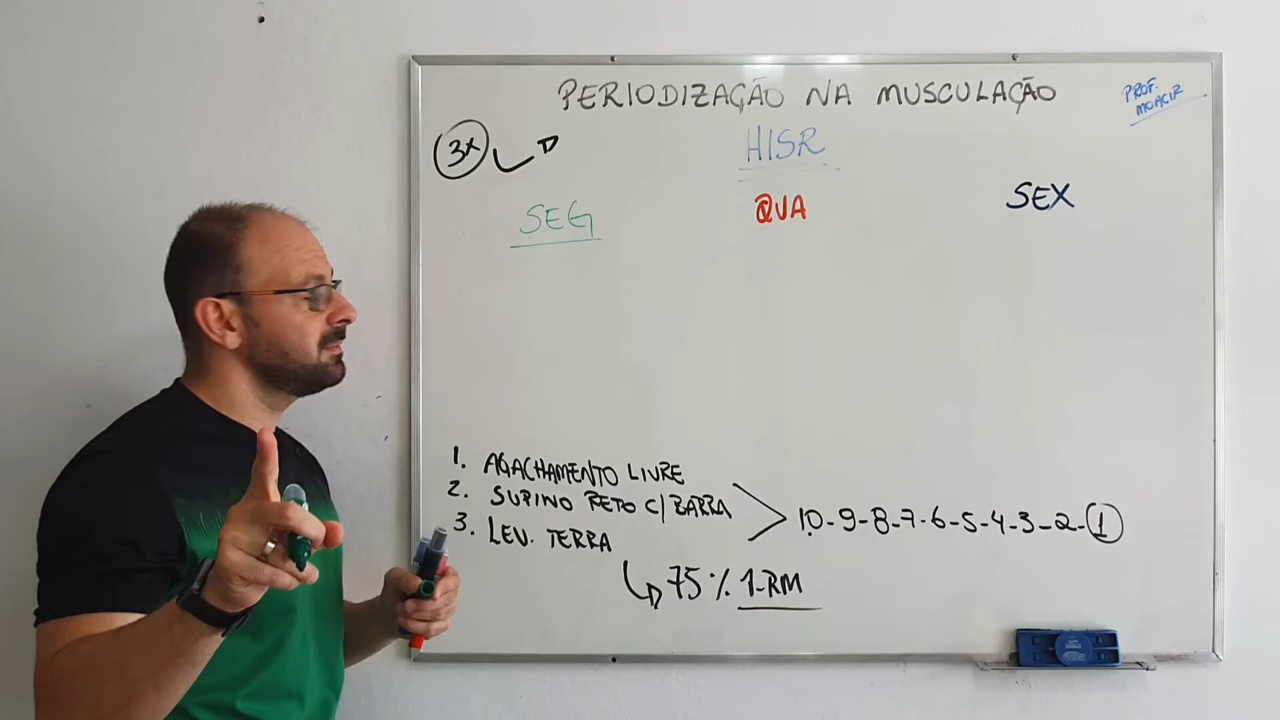 PERIODIZAÇÃO NA MUSCULAÇÃO
PROF. MOACIR
3X
HISR
SEG
QUA
SEX
1. AGACHAMENTO LIVRE
2. SUPINO RETO C/ BARRA
3. LEV. TERRA
10-9-8-7-6-5-4-3-2-1
75% 1-RM